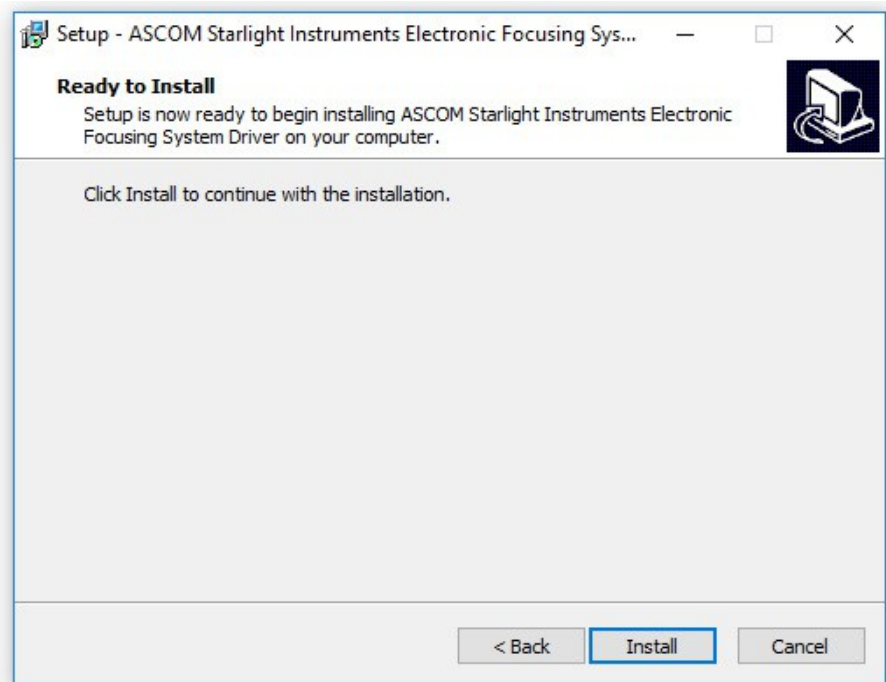 Setup - ASCOM Starlight Instruments Electronic Focusing Sys...
Ready to Install
Setup is now ready to begin installing ASCOM Starlight Instruments Electronic
Focusing System Driver on your computer.
Click Install to continue with the installation.
< Back
Install
Cancel